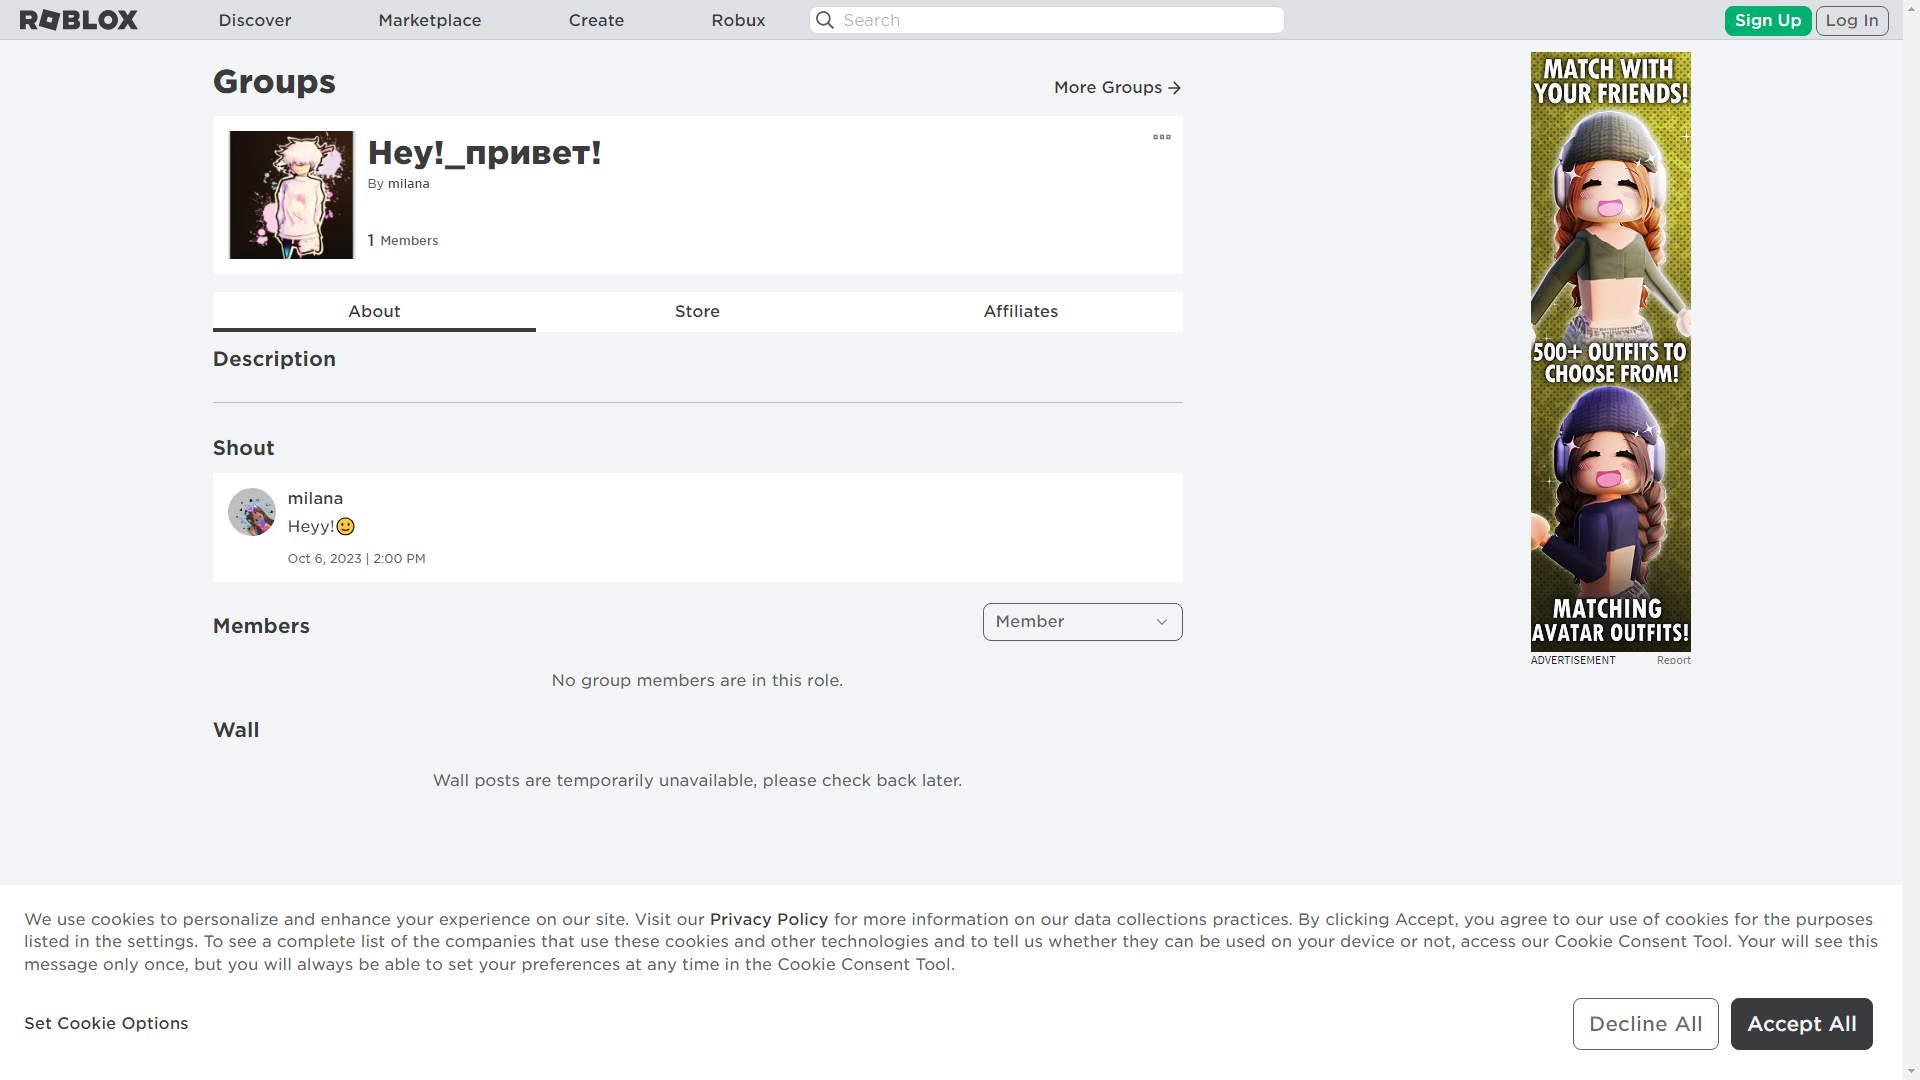 ROBLOX
Discover
Marketplace
Create
Robux
Search
Sign Up
Log In
Groups
More Groups
Hey!_привет!
By milana
1 Members
About
Store
Affiliates
Description
Shout
milana
Heyy!🙂
Oct 6, 2023 | 2:00 PM
Members
Member
No group members are in this role.
Wall
Wall posts are temporarily unavailable, please check back later.
MATCH WITH
YOUR FRIENDS!
500+ OUTFITS TO
CHOOSE FROM!
MATCHING
AVATAR OUTFITS!
ADVERTISEMENT
Report
We use cookies to personalize and enhance your experience on our site. Visit our Privacy Policy for more information on our data collections practices. By clicking Accept, you agree to our use of cookies for the purposes
listed in the settings. To see a complete list of the companies that use these cookies and other technologies and to tell us whether they can be used on your device or not, access our Cookie Consent Tool. Your will see this
message only once, but you will always be able to set your preferences at any time in the Cookie Consent Tool.
Set Cookie Options
Decline All
Accept All